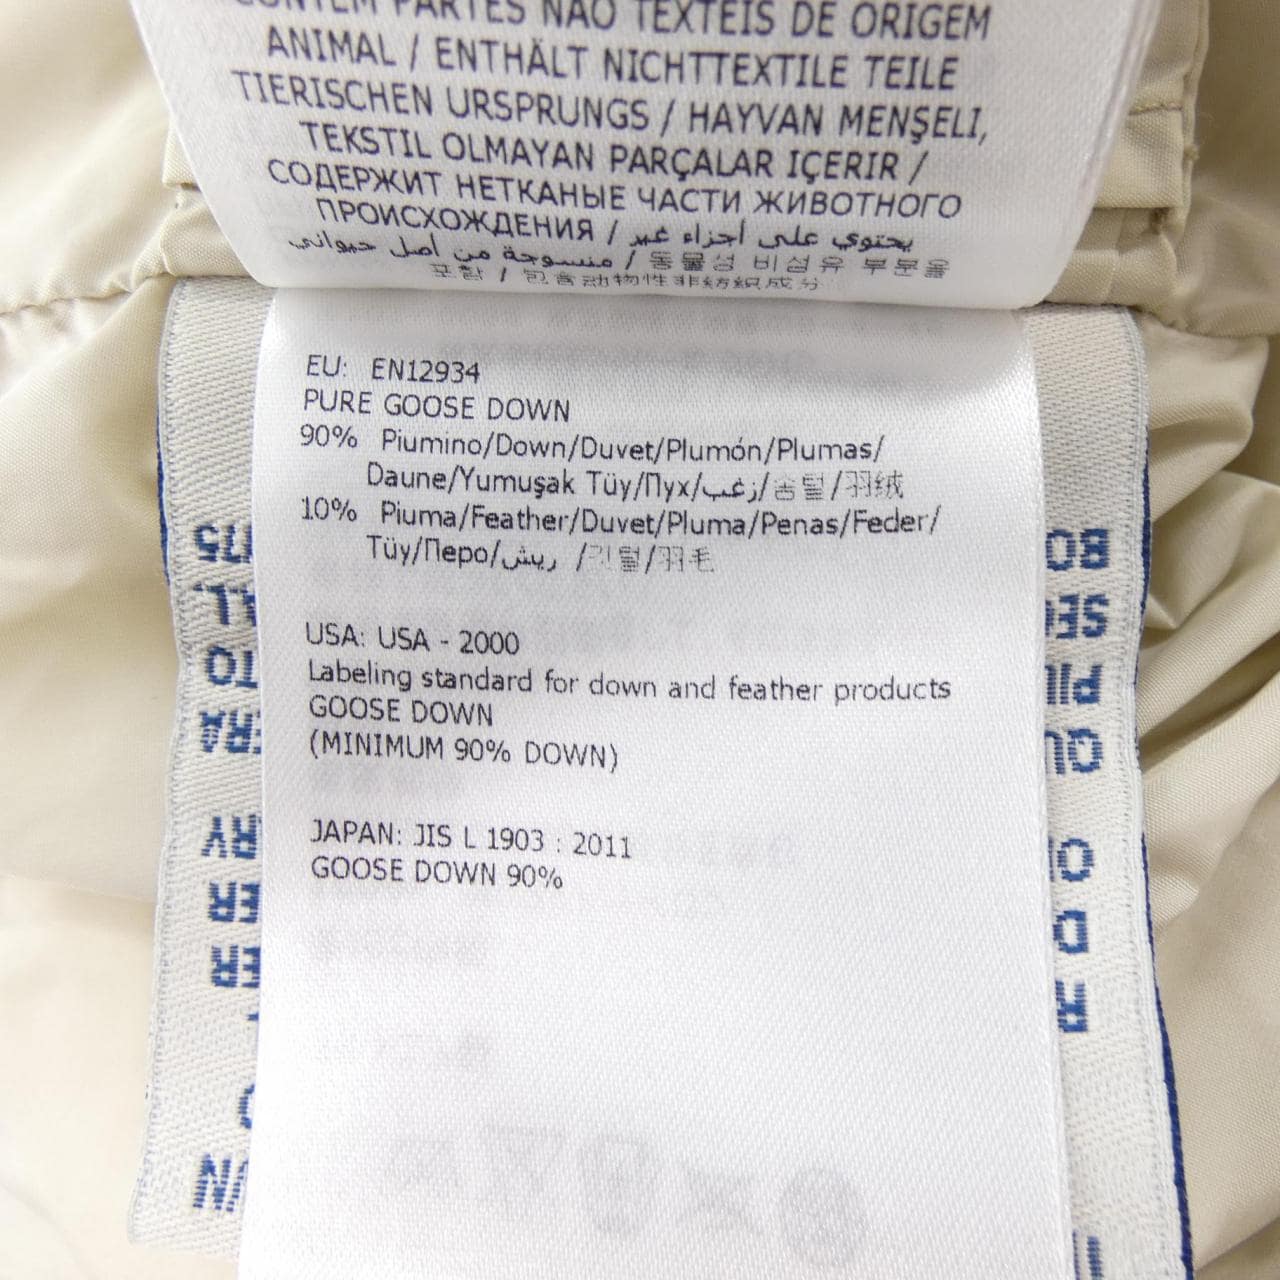 CONTÉM PARTES NÃO TÊXTEIS DE ORIGEM
ANIMAL / ENTHÄLT NICHTTEXTILE TEILE
TIERISCHEN URSPRUNGS / HAYVAN MENŞELI,
TEKSTIL OLMAYAN PARÇALAR IÇERIR /
СОДЕРЖИТ НЕТКАНЫЕ ЧАСТИ ЖИВОТНОГО
ПРОИСХОЖДЕНИЯ / يحتوي على أجزاء غير
منسوجة من أصل حيواني / 동물성 비섬유 부문을
포함 / 包含动物性非纺织成分
EU: EN12934
PURE GOOSE DOWN
90% Piumino/Down/Duvet/Plumón/Plumas/
Daune/Yumuşak Tüy/Пух/زغب/솜털/羽绒
10% Piuma/Feather/Duvet/Pluma/Penas/Feder/
Tüy/Перо/ريش /깃털/羽毛
USA: USA - 2000
Labeling standard for down and feather products
GOOSE DOWN
(MINIMUM 90% DOWN)
JAPAN: JIS L 1903 : 2011
GOOSE DOWN 90%